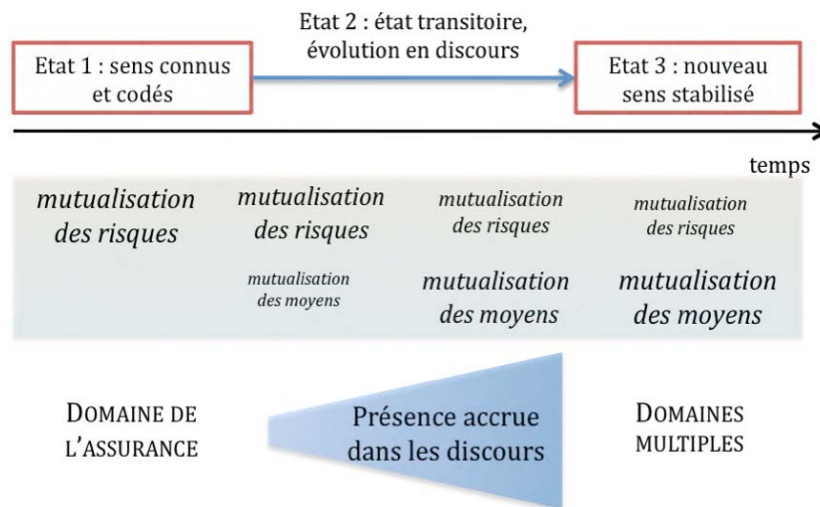 Etat 2 : état transitoire,
évolution en discours
Etat 1 : sens connus
et codés
Etat 3 : nouveau
sens stabilisé
temps
mutualisation
des risques
mutualisation
des risques
mutualisation
des risques
mutualisation
des risques
mutualisation
des moyens
mutualisation
des moyens
mutualisation
des moyens
DOMAINE DE
L'ASSURANCE
Présence accrue
dans les discours
DOMAINES
MULTIPLES